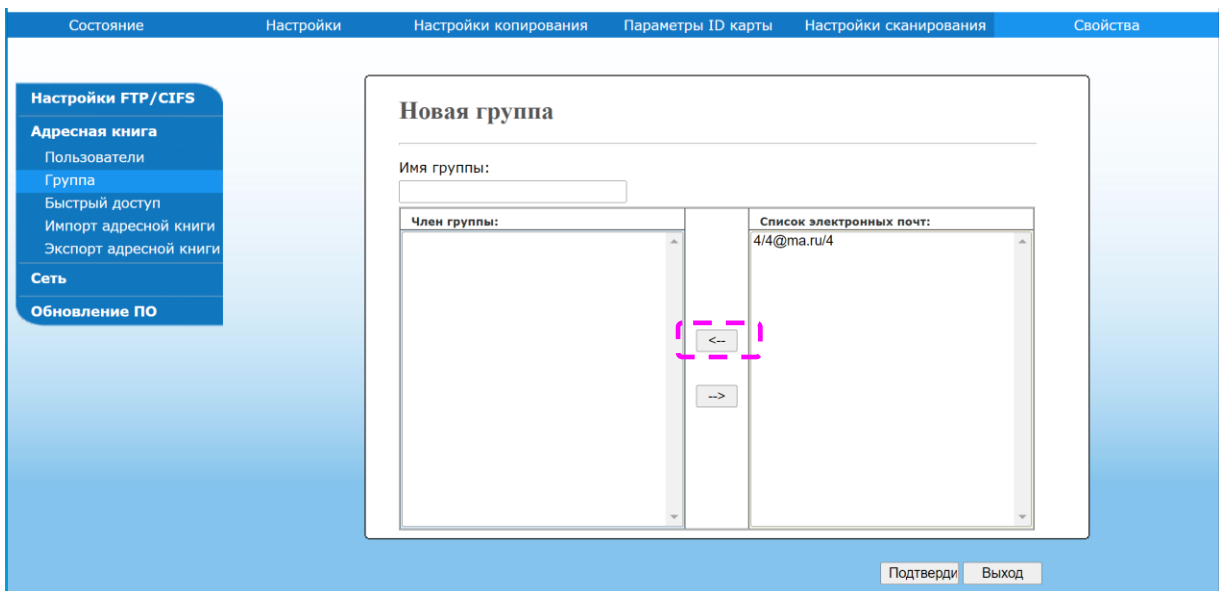 Состояние Настройки Настройки копирования Параметры ID карты Настройки сканирования Свойства
Настройки FTP/CIFS
Адресная книга
Пользователи
Группа
Быстрый доступ
Импорт адресной книги
Экспорт адресной книги
Сеть
Обновление ПО
Новая группа
Имя группы:
Член группы:
Список электронных почт:
4/4@ma.ru/4
<--
-->
Подтверди Выход